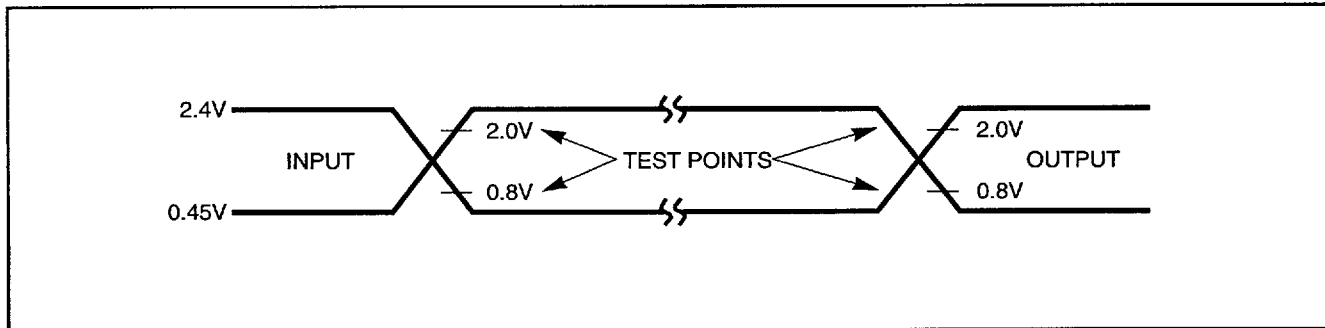 2.4V
2.0V
2.0V
INPUT
TEST POINTS
OUTPUT
0.8V
0.8V
0.45V